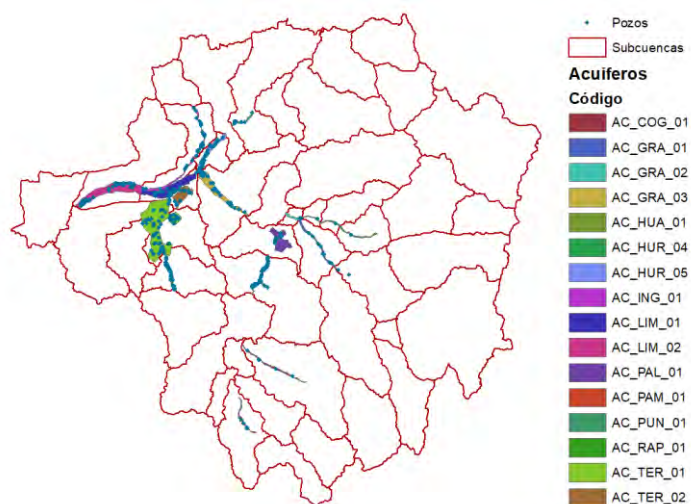 Pozos
Subcuencas
Acuíferos
Código
AC_COG_01
AC_GRA_01
AC_GRA_02
AC_GRA_03
AC_HUA_01
AC_HUR_04
AC_HUR_05
AC_ING_01
AC_LIM_01
AC_LIM_02
AC_PAL_01
AC_PAM_01
AC_PUN_01
AC_RAP_01
AC_TER_01
AC_TER_02